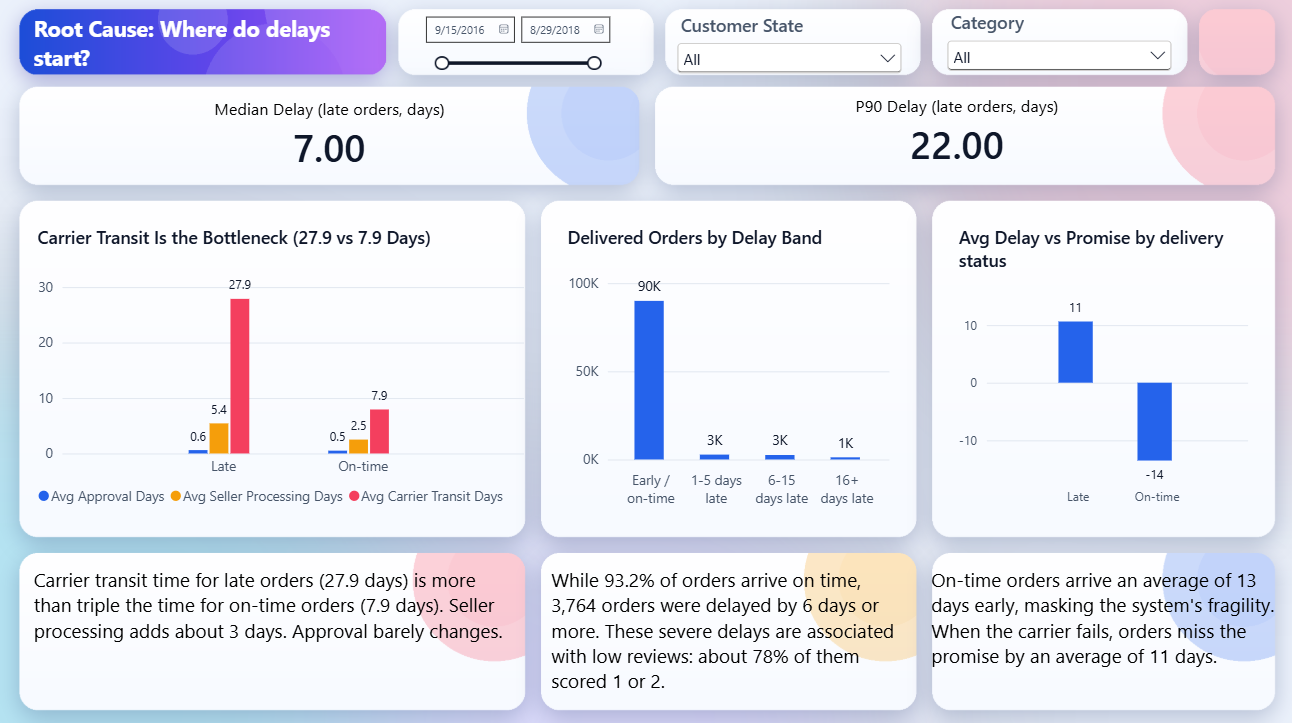 Root Cause: Where do delays
start?
9/15/2016
8/29/2018
Customer State
All
Category
All
Median Delay (late orders, days)
7.00
P90 Delay (late orders, days)
22.00
Carrier Transit Is the Bottleneck (27.9 vs 7.9 Days)
30
20
10
0
0.6
5.4
27.9
0.5
2.5
7.9
Late
On-time
Avg Approval Days
Avg Seller Processing Days
Avg Carrier Transit Days
Delivered Orders by Delay Band
100K
50K
0K
90K
3K
3K
1K
Early /
on-time
1-5 days
late
6-15
days late
16+
days late
Avg Delay vs Promise by delivery
status
10
0
-10
11
-14
Late
On-time
Carrier transit time for late orders (27.9 days) is more
than triple the time for on-time orders (7.9 days). Seller
processing adds about 3 days. Approval barely changes.
While 93.2% of orders arrive on time,
3,764 orders were delayed by 6 days or
more. These severe delays are associated
with low reviews: about 78% of them
scored 1 or 2.
On-time orders arrive an average of 13
days early, masking the system's fragility.
When the carrier fails, orders miss the
promise by an average of 11 days.